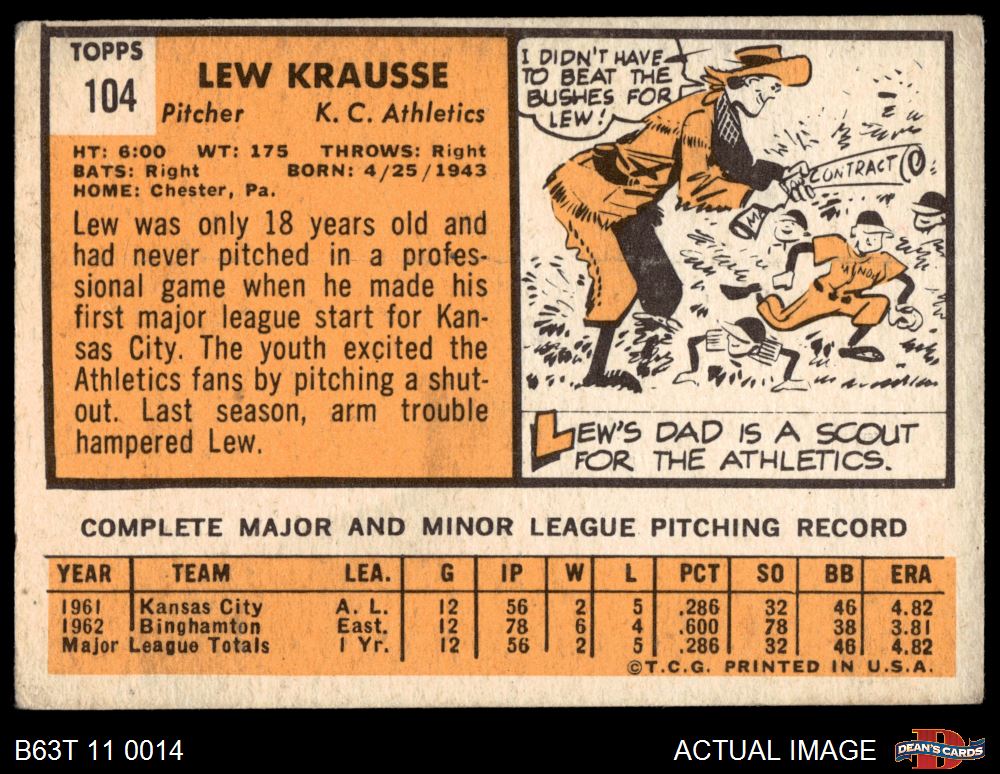 TOPPS
104
LEW KRAUSSE
Pitcher K. C. Athletics
HT: 6:00 WT: 175 THROWS: Right
BATS: Right BORN: 4/25/1943
HOME: Chester, Pa.
Lew was only 18 years old and
had never pitched in a profes-
sional game when he made his
first major league start for Kan-
sas City. The youth excited the
Athletics fans by pitching a shut-
out. Last season, arm trouble
hampered Lew.
I DIDN'T HAVE
TO BEAT THE
BUSHES FOR
LEW!
CONTRACT
LEW'S DAD IS A SCOUT
FOR THE ATHLETICS.
COMPLETE MAJOR AND MINOR LEAGUE PITCHING RECORD
YEAR TEAM LEA. G IP W L PCT SO BB ERA
1961 Kansas City A. L. 12 56 2 5 .286 32 46 4.82
1962 Binghamton East. 12 78 6 4 .600 78 38 3.81
Major League Totals 1 Yr. 12 56 2 5 .286 32 46 4.82
©T.C.G. PRINTED IN U.S.A.
B63T 11 0014
ACTUAL IMAGE
DEAN'S CARDS